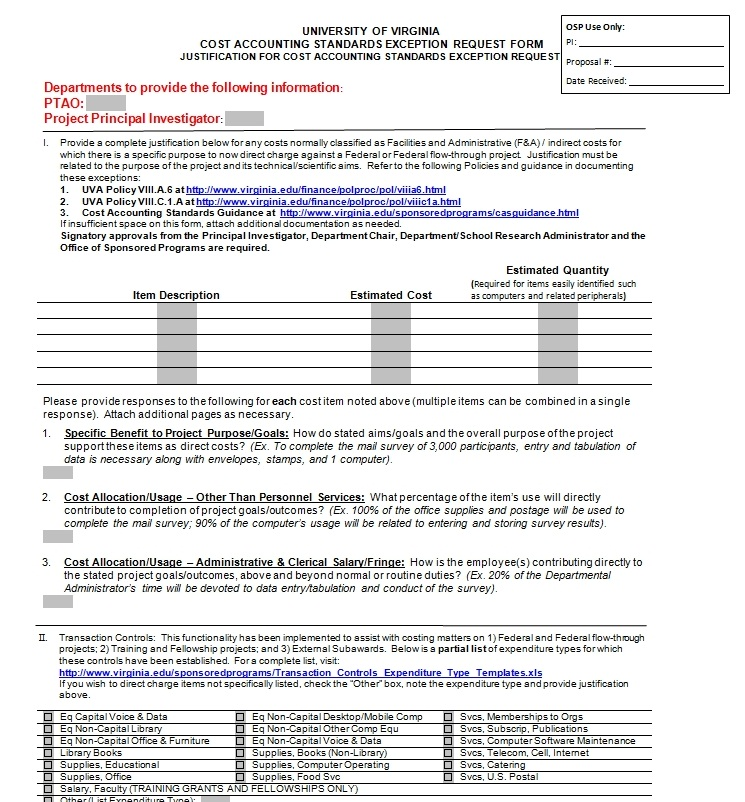 UNIVERSITY OF VIRGINIA
COST ACCOUNTING STANDARDS EXCEPTION REQUEST FORM
JUSTIFICATION FOR COST ACCOUNTING STANDARDS EXCEPTION REQUEST
OSP Use Only:
PI:
Proposal #:
Date Received:
Departments to provide the following information:
PTAO:
Project Principal Investigator:
I. Provide a complete justification below for any costs normally classified as Facilities and Administrative (F&A) / indirect costs for
which there is a specific purpose to now direct charge against a Federal or Federal flow-through project. Justification must be
related to the purpose of the project and its technical/scientific aims. Refer to the following Policies and guidance in documenting
these exceptions:
1. UVA Policy VIII.A.6 at http://www.virginia.edu/finance/polproc/pol/viiia6.html
2. UVA Policy VIII.C.1.A at http://www.virginia.edu/finance/polproc/pol/viiic1a.html
3. Cost Accounting Standards Guidance at http://www.virginia.edu/sponsoredprograms/casguidance.html
If insufficient space on this form, attach additional documentation as needed.
Signatory approvals from the Principal Investigator, Department Chair, Department/School Research Administrator and the
Office of Sponsored Programs are required.
Estimated Quantity
(Required for items easily identified such
Item Description Estimated Cost as computers and related peripherals)
Please provide responses to the following for each cost item noted above (multiple items can be combined in a single
response). Attach additional pages as necessary.
1. Specific Benefit to Project Purpose/Goals: How do stated aims/goals and the overall purpose of the project
support these items as direct costs? (Ex. To complete the mail survey of 3,000 participants, entry and tabulation of
data is necessary along with envelopes, stamps, and 1 computer).
2. Cost Allocation/Usage – Other Than Personnel Services: What percentage of the item's use will directly
contribute to completion of project goals/outcomes? (Ex. 100% of the office supplies and postage will be used to
complete the mail survey; 90% of the computer's usage will be related to entering and storing survey results).
3. Cost Allocation/Usage – Administrative & Clerical Salary/Fringe: How is the employee(s) contributing directly to
the stated project goals/outcomes, above and beyond normal or routine duties? (Ex. 20% of the Departmental
Administrator's time will be devoted to data entry/tabulation and conduct of the survey).
II. Transaction Controls: This functionality has been implemented to assist with costing matters on 1) Federal and Federal flow-through
projects; 2) Training and Fellowship projects; and 3) External Subawards. Below is a partial list of expenditure types for which
these controls have been established. For a complete list, visit:
http://www.virginia.edu/sponsoredprograms/Transaction_Controls_Expenditure_Type_Templates.xls
If you wish to direct charge items not specifically listed, check the "Other" box, note the expenditure type and provide justification
above.
Eq Capital Voice & Data Eq Non-Capital Desktop/Mobile Comp Svcs, Memberships to Orgs
Eq Non-Capital Library Eq Non-Capital Other Comp Equ Svcs, Subscrip, Publications
Eq Non-Capital Office & Furniture Eq Non-Capital Voice & Data Svcs, Computer Software Maintenance
Library Books Supplies, Books (Non-Library) Svcs, Telecom, Cell, Internet
Supplies, Educational Supplies, Computer Operating Svcs, Catering
Supplies, Office Supplies, Food Svc Svcs, U.S. Postal
Salary, Faculty (TRAINING GRANTS AND FELLOWSHIPS ONLY)
Other (List Expenditure Type):